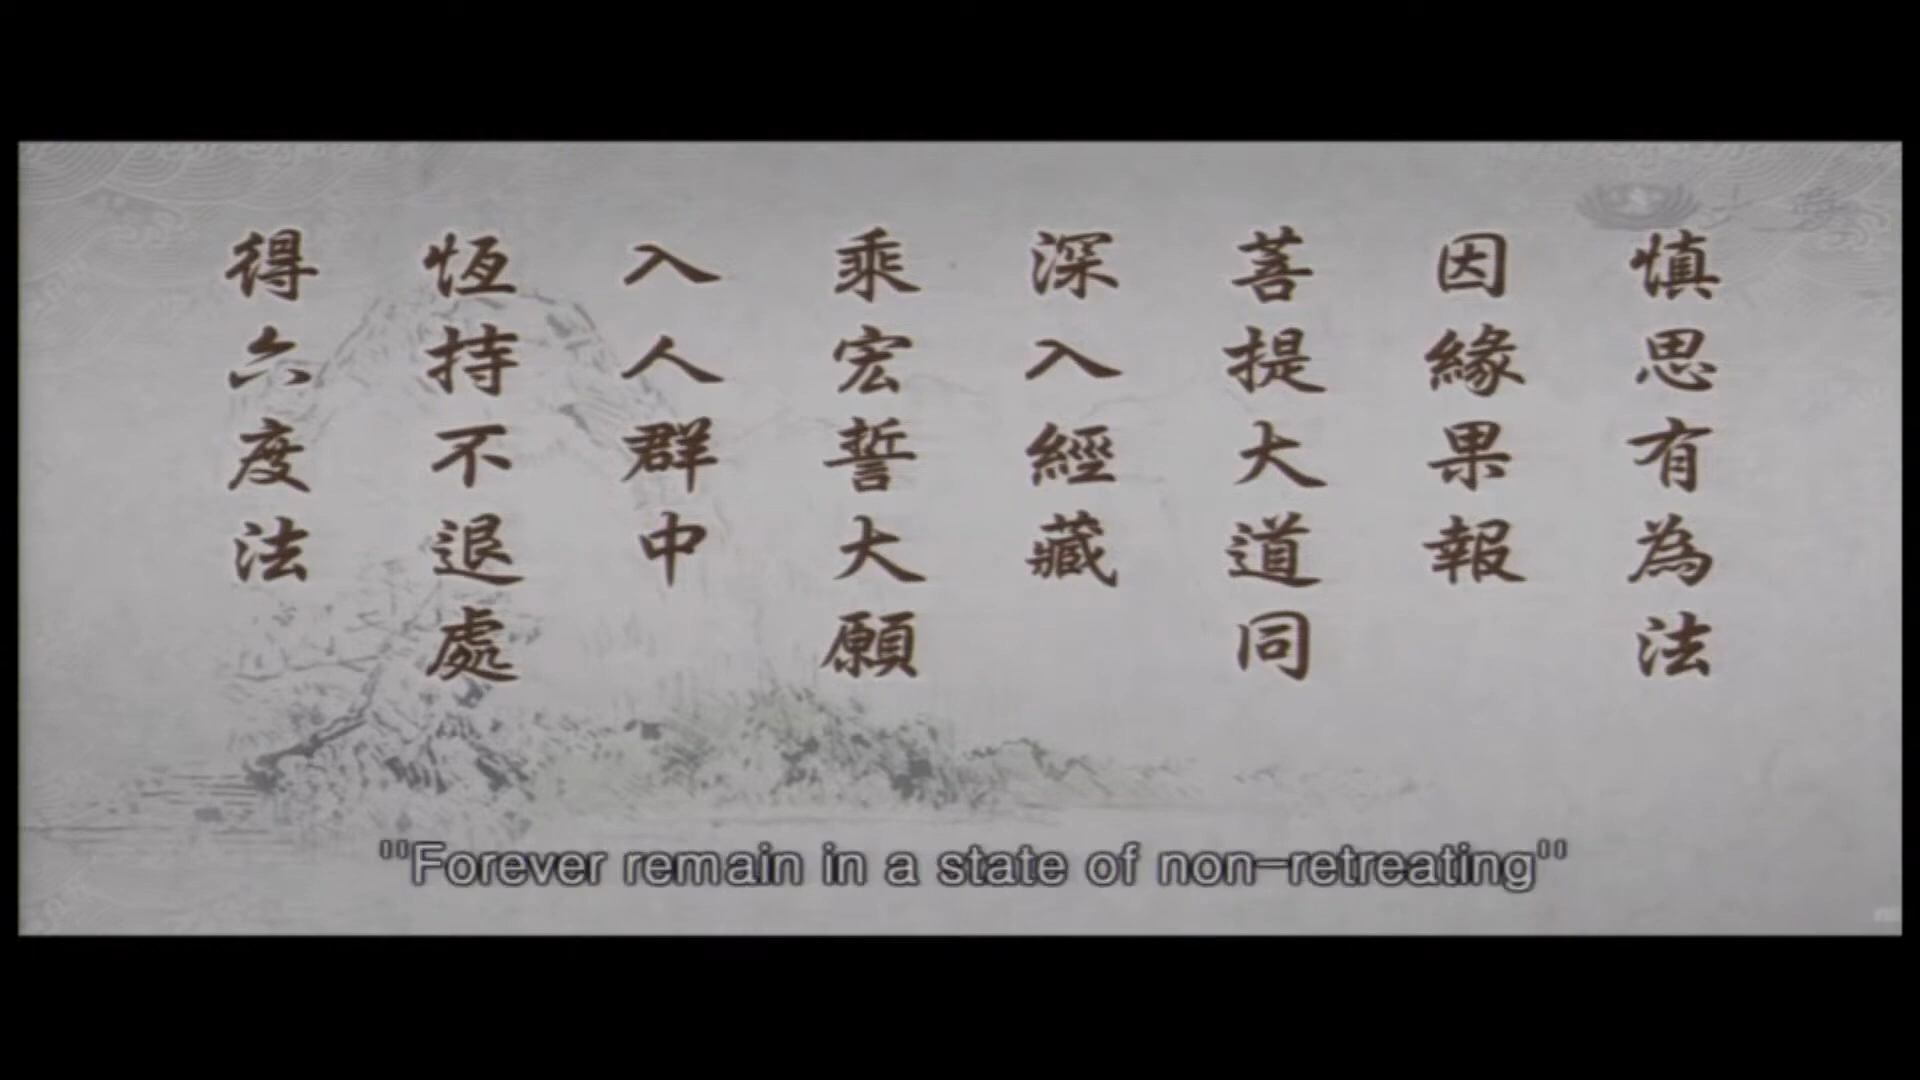 慎思有為法
因緣果報
菩提大道同
深入經藏
乘宏誓大願
入人群中
恆持不退處
得六度法
"Forever remain in a state of non-retreating"